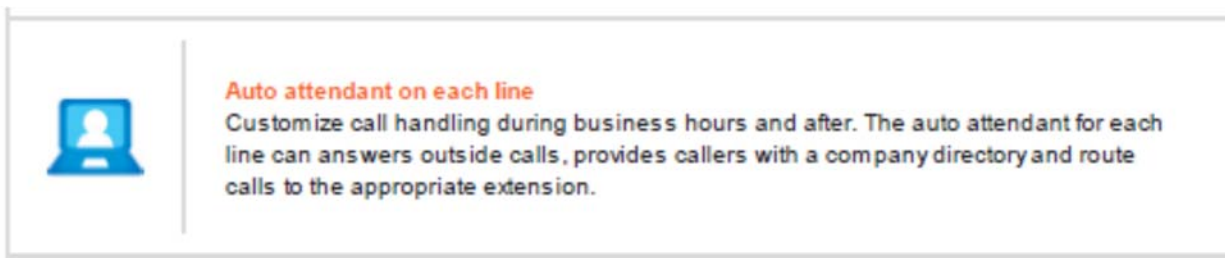 Auto attendant on each line
Customize call handling during business hours and after. The auto attendant for each
line can answers outside calls, provides callers with a company directory and route
calls to the appropriate extension.